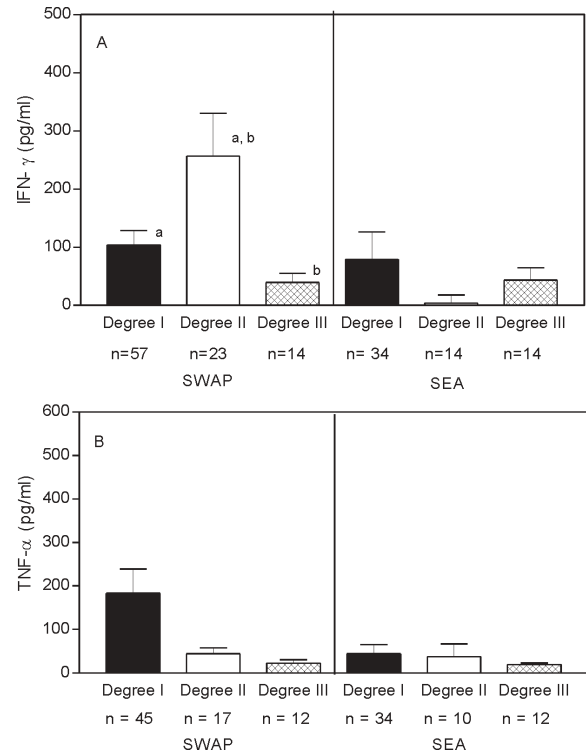 500
A
400
300
a, b
200
a
100
b
0
IFN- γ (pg/ml)
Degree I Degree II Degree III Degree I Degree II Degree III
n=57 n=23 n=14 n= 34 n=14 n=14
SWAP SEA
600
B
500
400
300
200
100
0
TNF-α (pg/ml)
Degree I Degree II Degree III Degree I Degree II Degree III
n = 45 n = 17 n = 12 n = 34 n = 10 n = 12
SWAP SEA